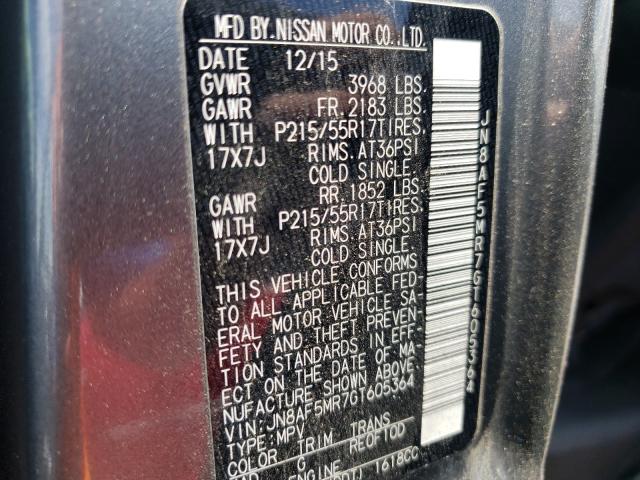 MFD BY.NISSAN MOTOR CO.,LTD.
DATE 12/15
GVWR 3968 LBS.
GAWR FR.2183 LBS.
WITH P215/55R17TIRES,
17X7J RIMS.AT36PSI
COLD SINGLE.
GAWR RR.1852 LBS.
WITH P215/55R17TIRES,
17X7J RIMS.AT36PSI
COLD SINGLE.
THIS VEHICLE CONFORMS
TO ALL APPLICABLE FED-
ERAL MOTOR VEHICLE SA-
FETY AND THEFT PREVEN-
TION STANDARDS IN EFF-
ECT ON THE DATE OF MA-
NUFACTURE SHOWN ABOVE.
VIN:JN8AF5MR7GT605364
TYPE:MPV
COLOR TRIM TRANS
G REOFTOD
ENGINE
1618CC
JN8AF5MR7GT605364